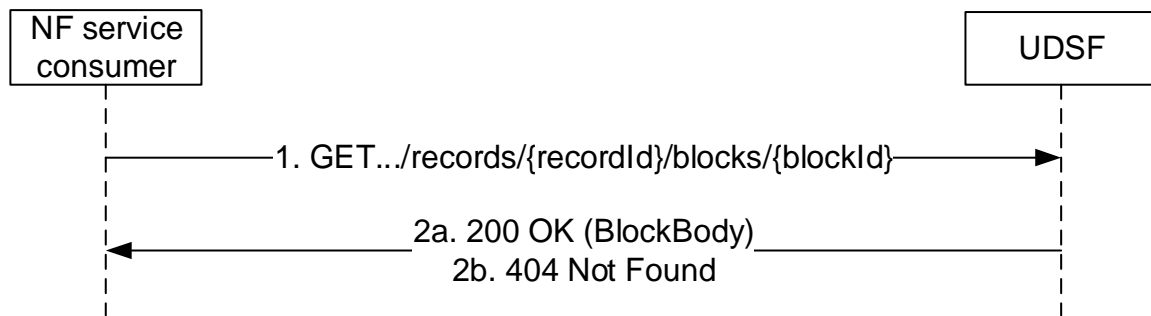 NF service
consumer
UDSF
1. GET.../records/{recordId}/blocks/{blockId}
2a. 200 OK (BlockBody)
2b. 404 Not Found